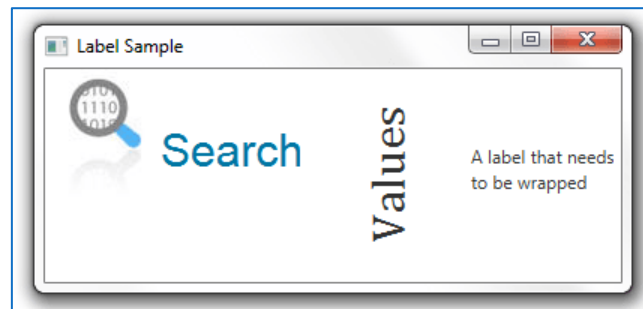 Label Sample
Search
Values
A label that needs
to be wrapped